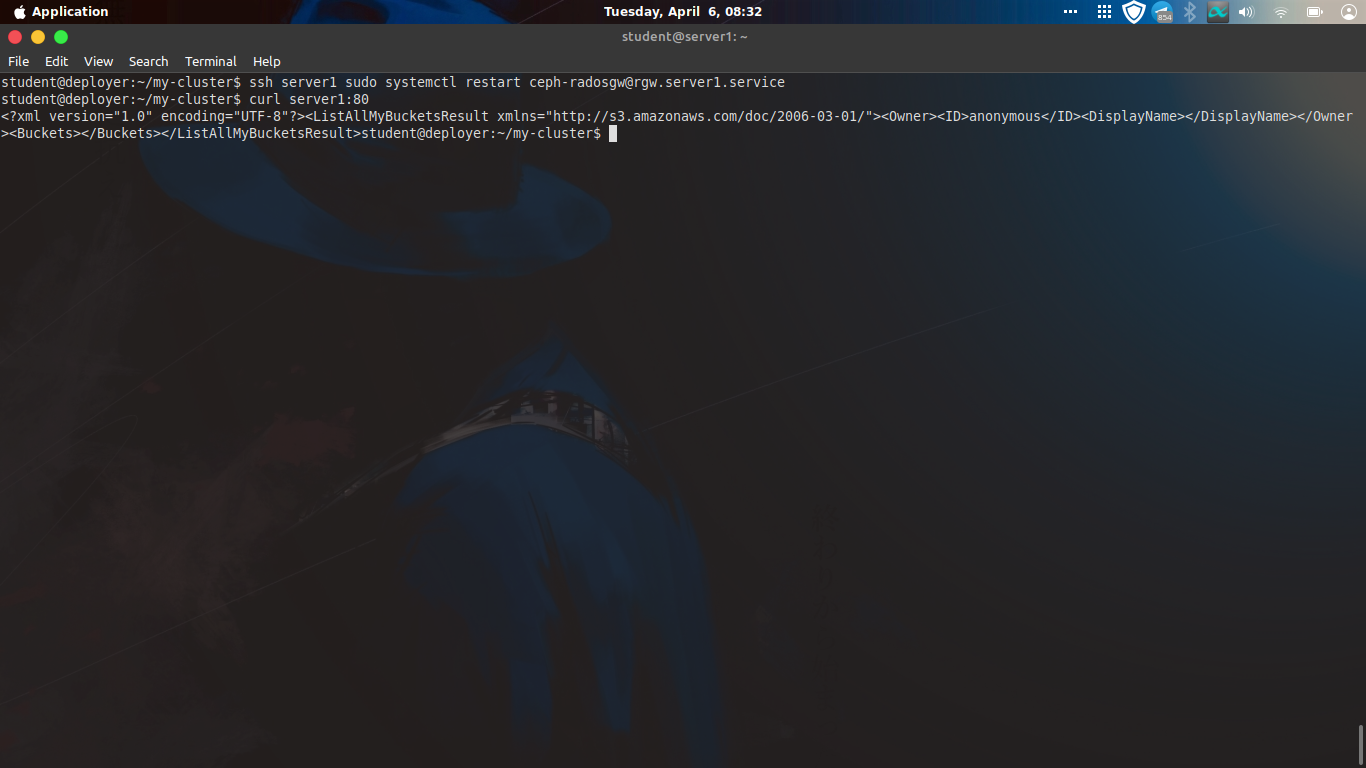 Application
Tuesday, April 6, 08:32
854
student@server1: ~
File Edit View Search Terminal Help
student@deployer:~/my-cluster$ ssh server1 sudo systemctl restart ceph-radosgw@rgw.server1.service
student@deployer:~/my-cluster$ curl server1:80
<?xml version="1.0" encoding="UTF-8"?><ListAllMyBucketsResult xmlns="http://s3.amazonaws.com/doc/2006-03-01/"><Owner><ID>anonymous</ID><DisplayName></DisplayName></Owner
><Buckets></Buckets></ListAllMyBucketsResult>student@deployer:~/my-cluster$